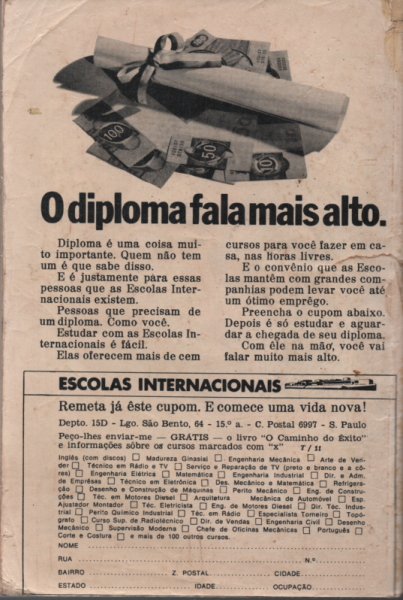 100
50
10
O diploma fala mais alto.
Diploma é uma coisa mui-
to importante. Quem não tem
um é que sabe disso.
E é justamente para essas
pessoas que as Escolas Inter-
nacionais existem.
Pessoas que precisam de
um diploma. Como você.
Estudar com as Escolas In-
ternacionais é fácil.
Elas oferecem mais de cem
cursos para você fazer em ca-
sa, nas horas livres.
E o convênio que as Esco-
las mantêm com grandes com-
panhias podem levar você até
um ótimo emprêgo.
Preencha o cupom abaixo.
Depois é só estudar e aguar-
dar a chegada de seu diploma.
Com êle na mão, você vai
falar muito mais alto.
ESCOLAS INTERNACIONAIS
Remeta já êste cupom. E comece uma vida nova!
Depto. 15D - Lgo. São Bento, 64 - 15.º a. - C. Postal 6997 - S. Paulo
Peço-lhes enviar-me — GRÁTIS — o livro "O Caminho do Êxito"
e informações sôbre os cursos marcados com "x" T / 11
Inglês (com discos) □ Madureza Ginasial □ Engenharia Mecânica □ Arte de Ven-
der □ Técnico em Rádio e TV □ Serviço e Reparação de TV (preto e branco e a cô-
res) □ Engenharia Elétrica □ Matemática □ Engenharia Industrial □ Dir. e Adm.
de Emprêsas □ Técnico em Eletrônica □ Des. Mecânico e Matemática □ Refrigera-
ção □ Desenho e Construção de Máquinas □ Perito Mecânico □ Eng. de Constru-
ções □ Téc. em Motores Diesel □ Arquitetura Mecânica de Automóvel □ Esp.
Ajustador Montador □ Téc. Eletricista □ Eng. de Motores Diesel □ Dir. Téc. Indus-
trial □ Perito Químico Industrial □ Téc. em Rádio □ Especialista Torneiro □ Topó-
grafo □ Curso Sup. de Radiotécnico □ Dir. de Vendas □ Engenharia Civil □ Desenho
Mecânico □ Supervisão Moderna □ Chefe de Oficinas Mecânicas □ Português □
Corte e Costura □ e mais de 100 outros cursos.
NOME
RUA N.º
BAIRRO Z. POSTAL CIDADE
ESTADO IDADE OCUPAÇÃO